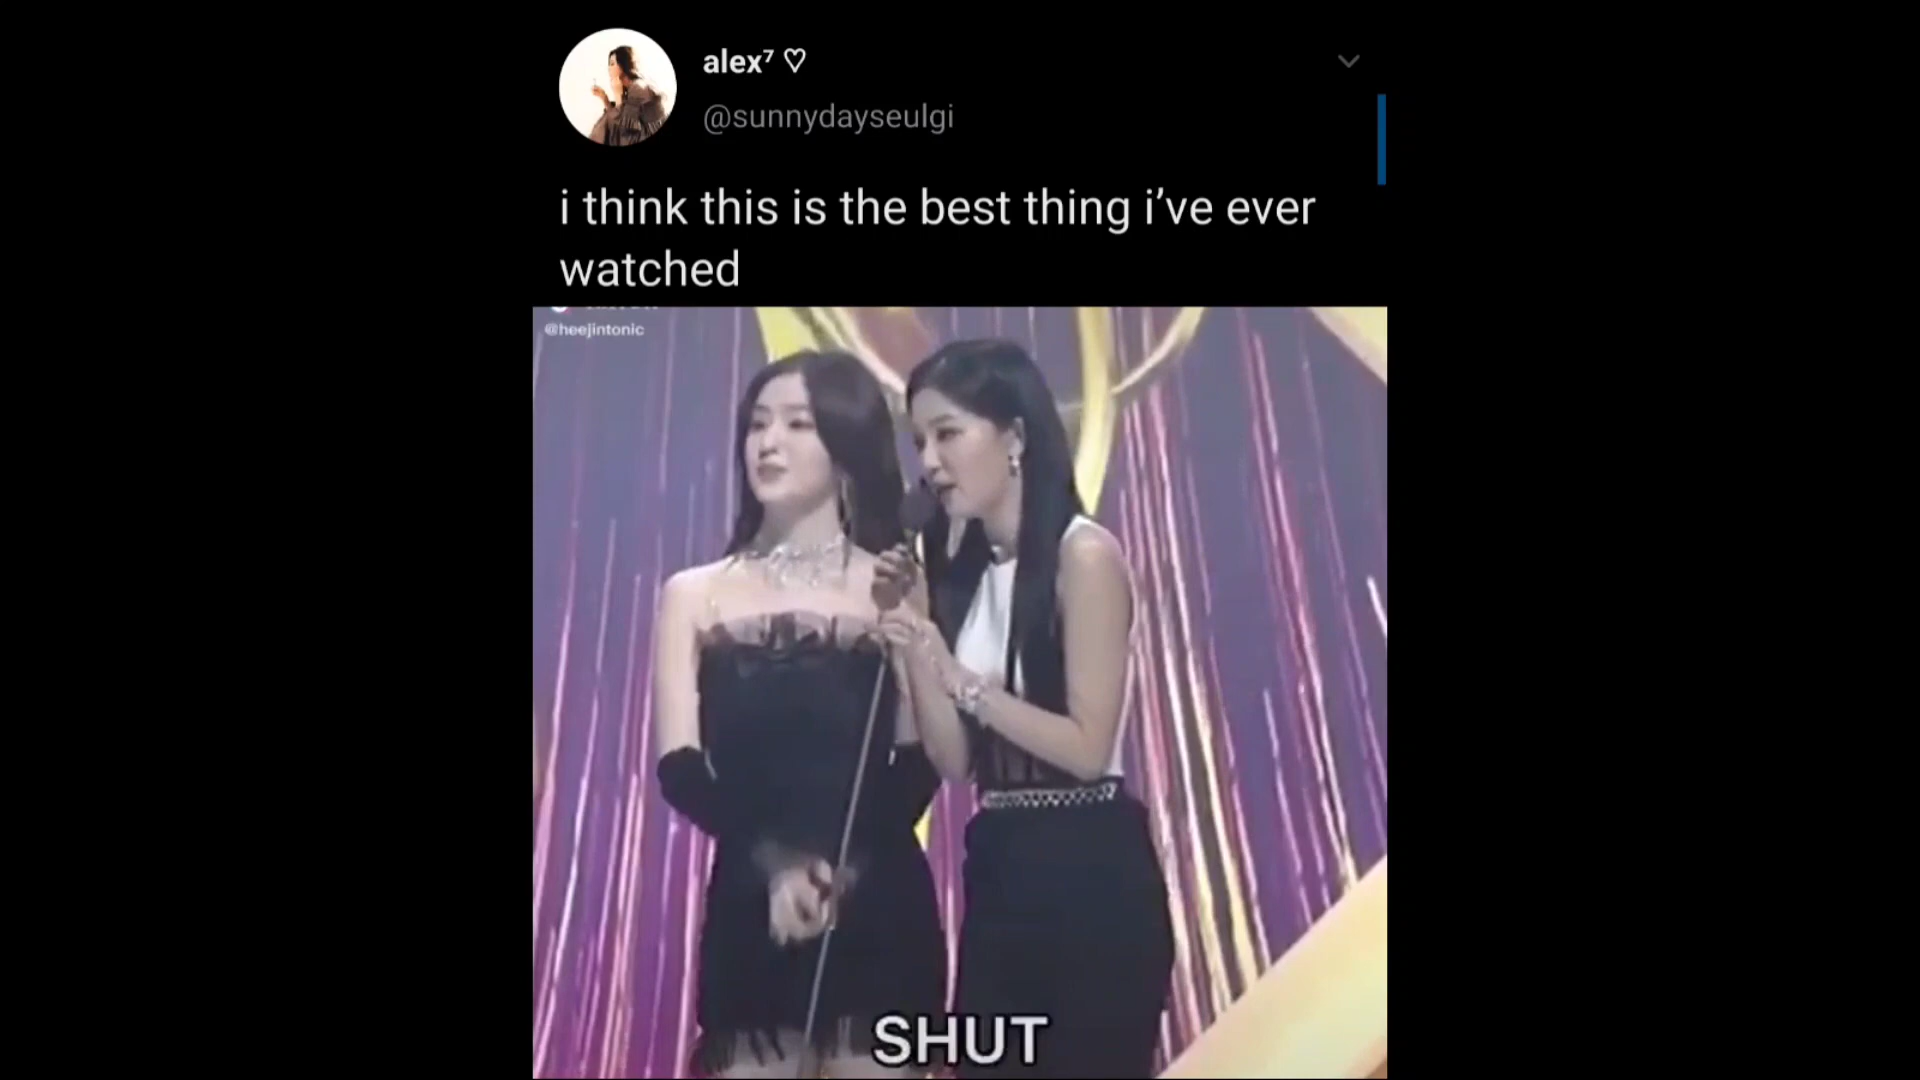 alex⁷ ♡
@sunnydayseulgi
i think this is the best thing i’ve ever
watched
@heejintonic
SHUT